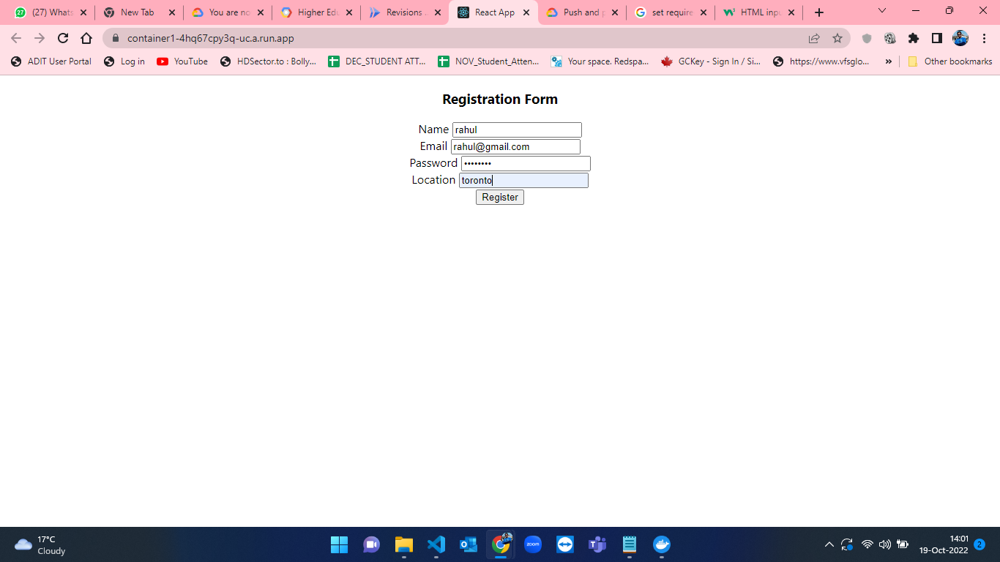 27 (27) Whats
New Tab
You are no
Higher Edu
Revisions
React App
Push and p
set require
HTML inpu
container1-4hq67cpy3q-uc.a.run.app
ADIT User Portal
Log in
YouTube
HDSector.to : Bolly...
DEC_STUDENT ATT...
NOV_Student_Atten...
Your space. Redspa...
GCKey - Sign In / Si...
https://www.vfsglo...
»
Other bookmarks
Registration Form
Name rahul
Email rahul@gmail.com
Password ••••••••
Location toronto
Register
17°C
Cloudy
zoom
14:01
19-Oct-2022
2